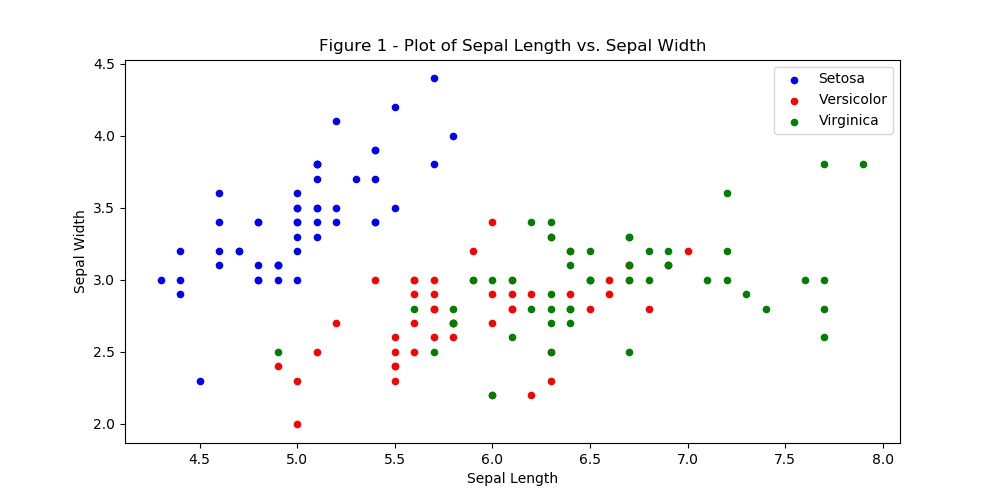 Figure 1 - Plot of Sepal Length vs. Sepal Width
4.5
4.0
3.5
3.0
2.5
2.0
Sepal Width
Setosa
Versicolor
Virginica
4.5 5.0 5.5 6.0 6.5 7.0 7.5 8.0
Sepal Length